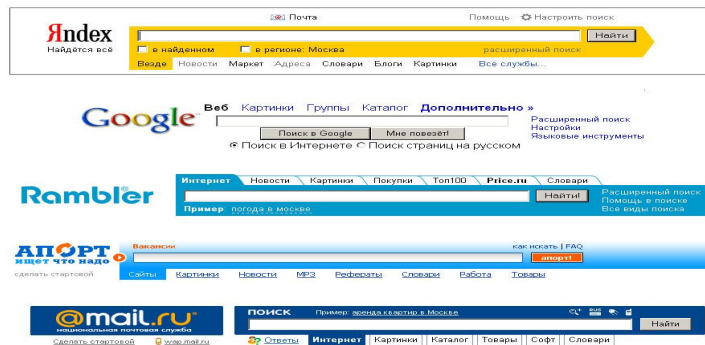 Почта Помощь Настроить поиск
Яndex
Найдётся всё
Найти
в найденном в регионе: Москва расширенный поиск
Везде Новости Маркет Адреса Словари Блоги Картинки Все службы...
Веб Картинки Группы Каталог Дополнительно »
Google
Расширенный поиск
Настройки
Языковые инструменты
Поиск в Google Мне повезёт!
Поиск в Интернете Поиск страниц на русском
Rambler
Интернет Новости Картинки Покупки Топ100 Price.ru Словари
Найти!
Расширенный поиск
Помощь в поиске
Все виды поиска
Пример: погода в москве
АПОРТ
ищет что надо
сделать стартовой
Вакансии как искать | FAQ
апорт!
Сайты Картинки Новости MP3 Рефераты Словари Работа Товары
@mail.ru
национальная почтовая служба
Сделать стартовой wap.mail.ru
ПОИСК Пример: аренда квартир в Москве RUS
Найти
Ответы Интернет Картинки Каталог Товары Софт Словари